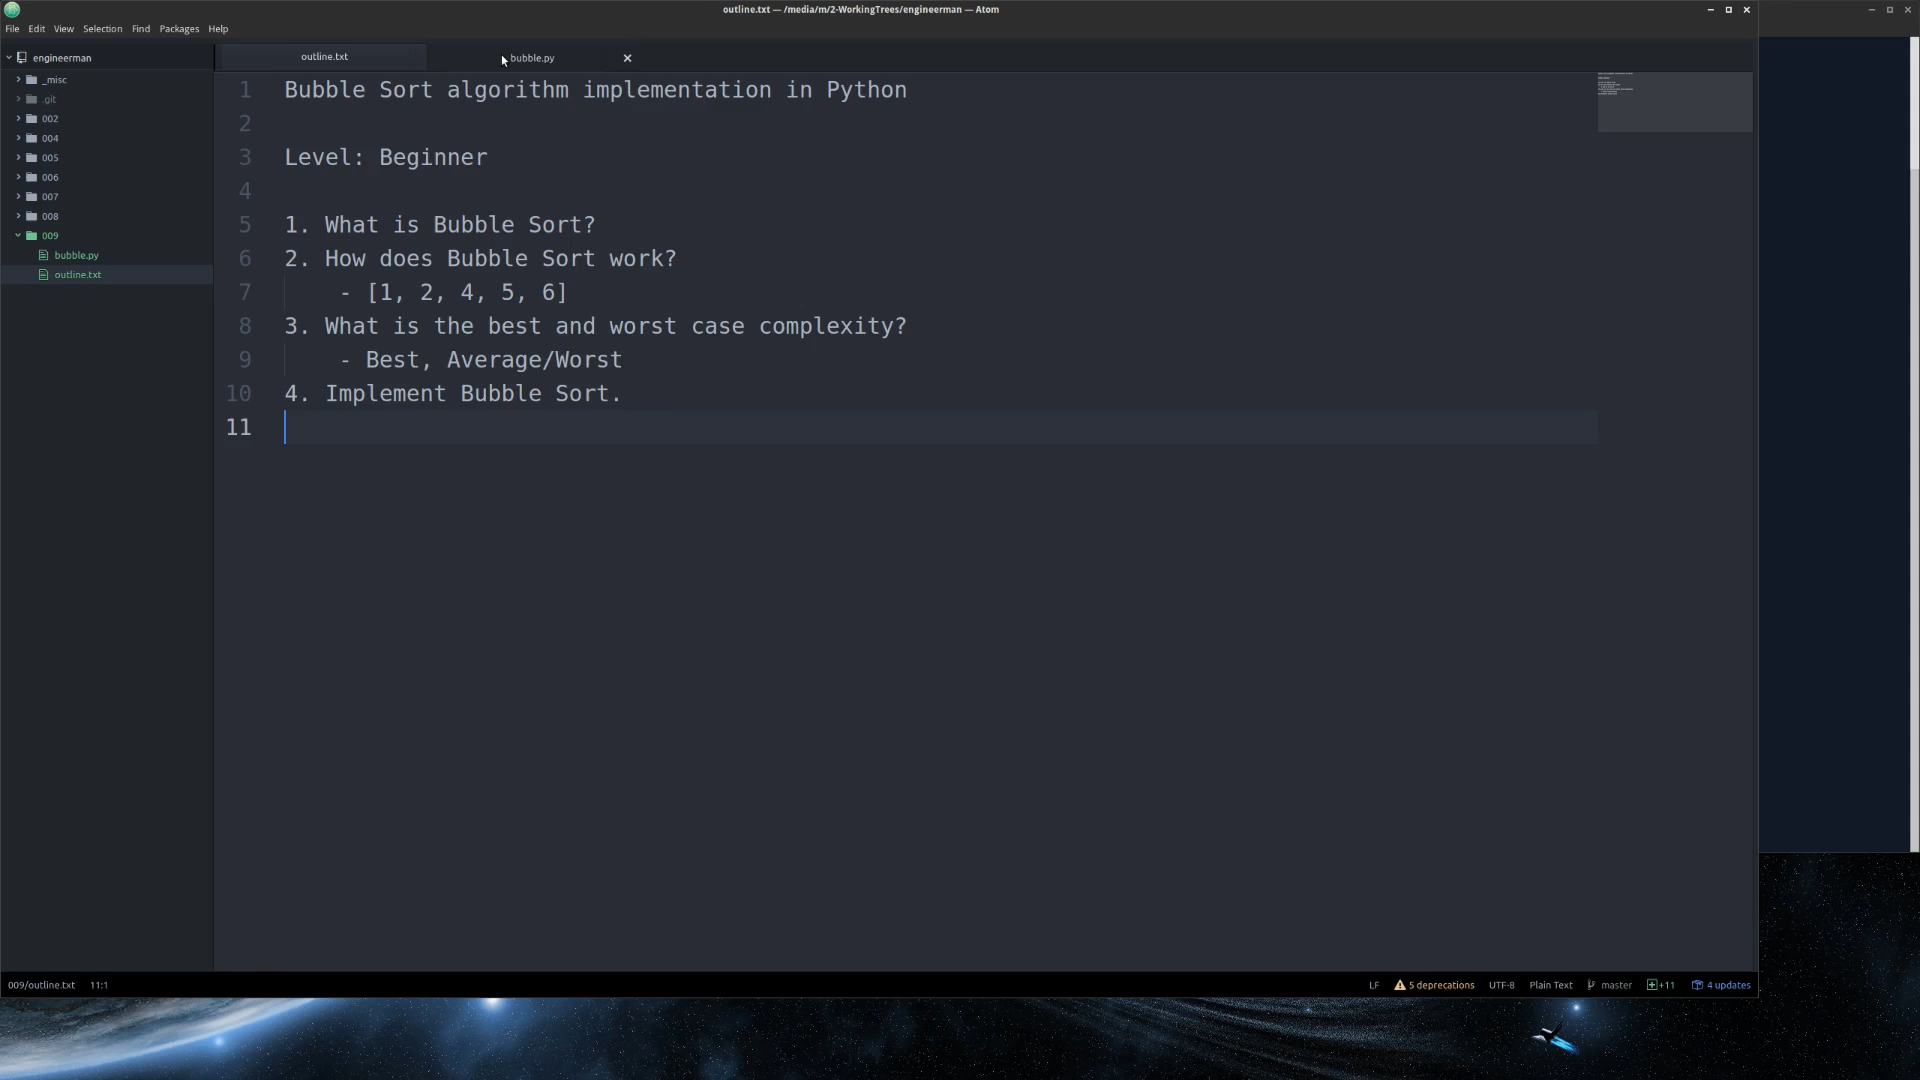 outline.txt — /media/m/2-WorkingTrees/engineerman — Atom
File Edit View Selection Find Packages Help
engineerman
_misc
.git
002
004
005
006
007
008
009
bubble.py
outline.txt
outline.txt
bubble.py
1 Bubble Sort algorithm implementation in Python
2
3 Level: Beginner
4
5 1. What is Bubble Sort?
6 2. How does Bubble Sort work?
7 - [1, 2, 4, 5, 6]
8 3. What is the best and worst case complexity?
9 - Best, Average/Worst
10 4. Implement Bubble Sort.
11
009/outline.txt 11:1 LF 5 deprecations UTF-8 Plain Text master +11 4 updates